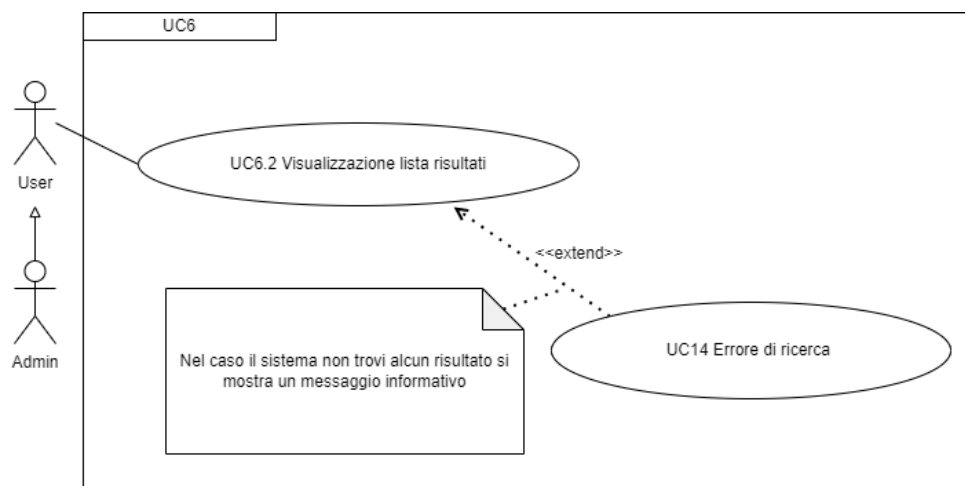 UC6
UC6.2 Visualizzazione lista risultati
User
<<extend>>
Nel caso il sistema non trovi alcun risultato si
mostra un messaggio informativo
UC14 Errore di ricerca
Admin